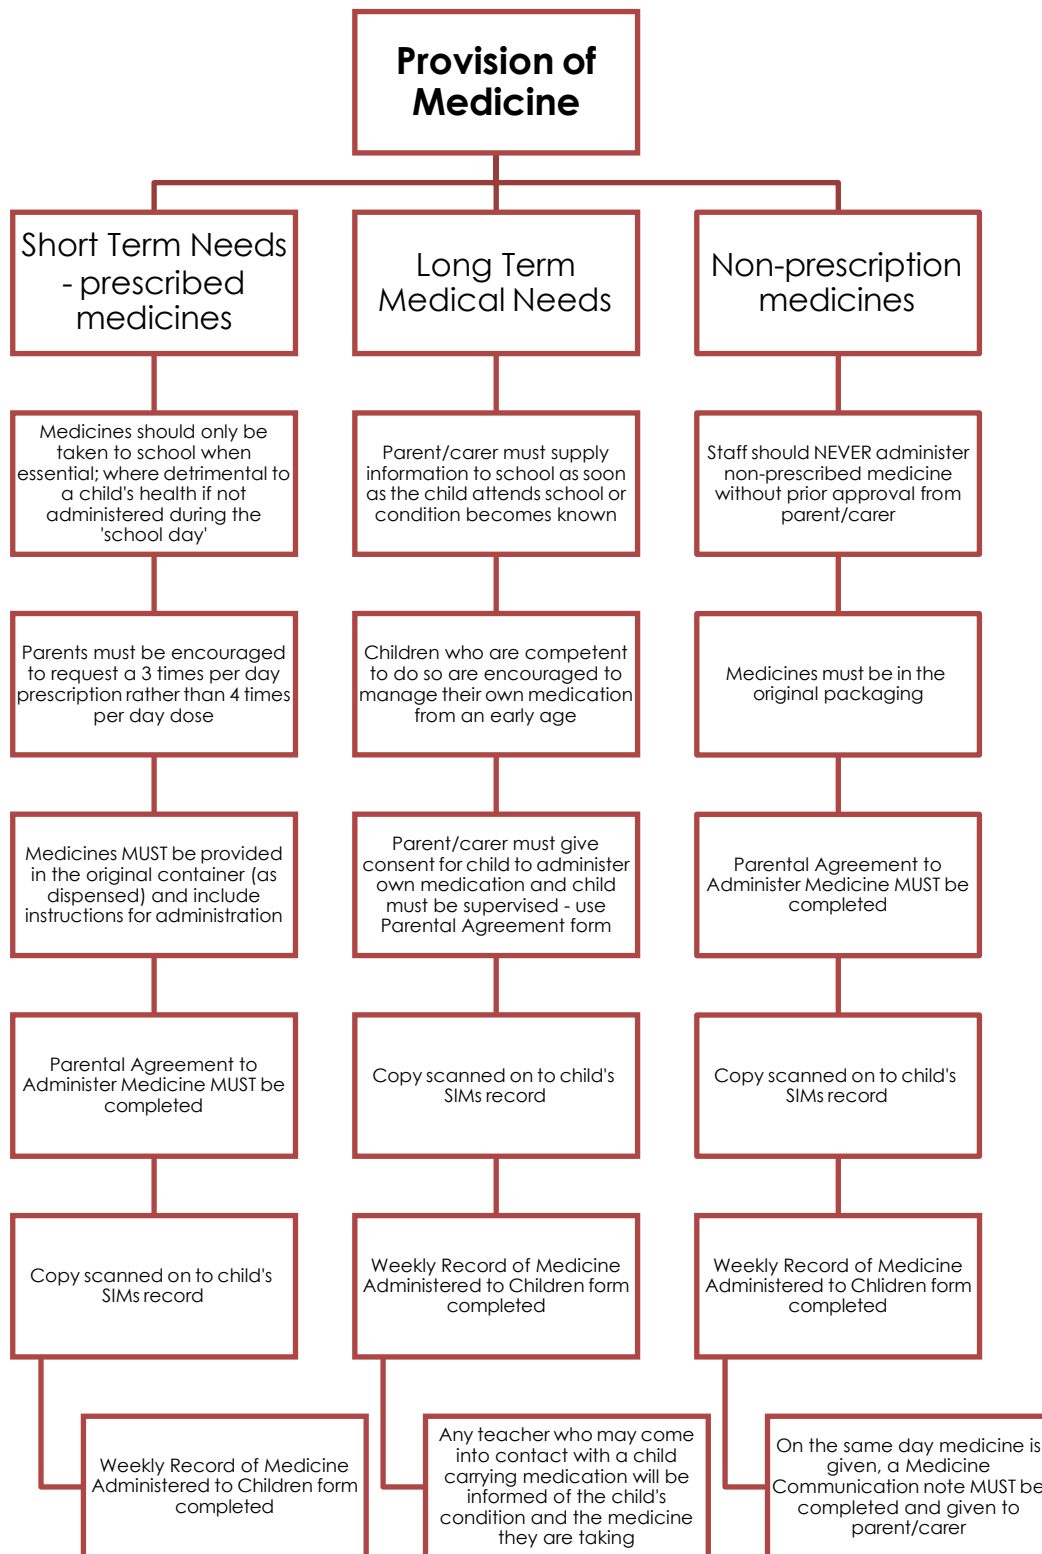 Provision of
Medicine
Short Term Needs
- prescribed
medicines
Medicines should only be
taken to school when
essential; where detrimental to
a child's health if not
administered during the
'school day'
Parents must be encouraged
to request a 3 times per day
prescription rather than 4 times
per day dose
Medicines MUST be provided
in the original container (as
dispensed) and include
instructions for administration
Parental Agreement to
Administer Medicine MUST be
completed
Copy scanned on to child's
SIMs record
Weekly Record of Medicine
Administered to Children form
completed
Long Term
Medical Needs
Parent/carer must supply
information to school as soon
as the child attends school or
condition becomes known
Children who are competent
to do so are encouraged to
manage their own medication
from an early age
Parent/carer must give
consent for child to administer
own medication and child
must be supervised - use
Parental Agreement form
Copy scanned on to child's
SIMs record
Weekly Record of Medicine
Administered to Children form
completed
Any teacher who may come
into contact with a child
carrying medication will be
informed of the child's
condition and the medicine
they are taking
Non-prescription
medicines
Staff should NEVER administer
non-prescribed medicine
without prior approval from
parent/carer
Medicines must be in the
original packaging
Parental Agreement to
Administer Medicine MUST be
completed
Copy scanned on to child's
SIMs record
Weekly Record of Medicine
Administered to Chlidren form
completed
On the same day medicine is
given, a Medicine
Communication note MUST be
completed and given to
parent/carer